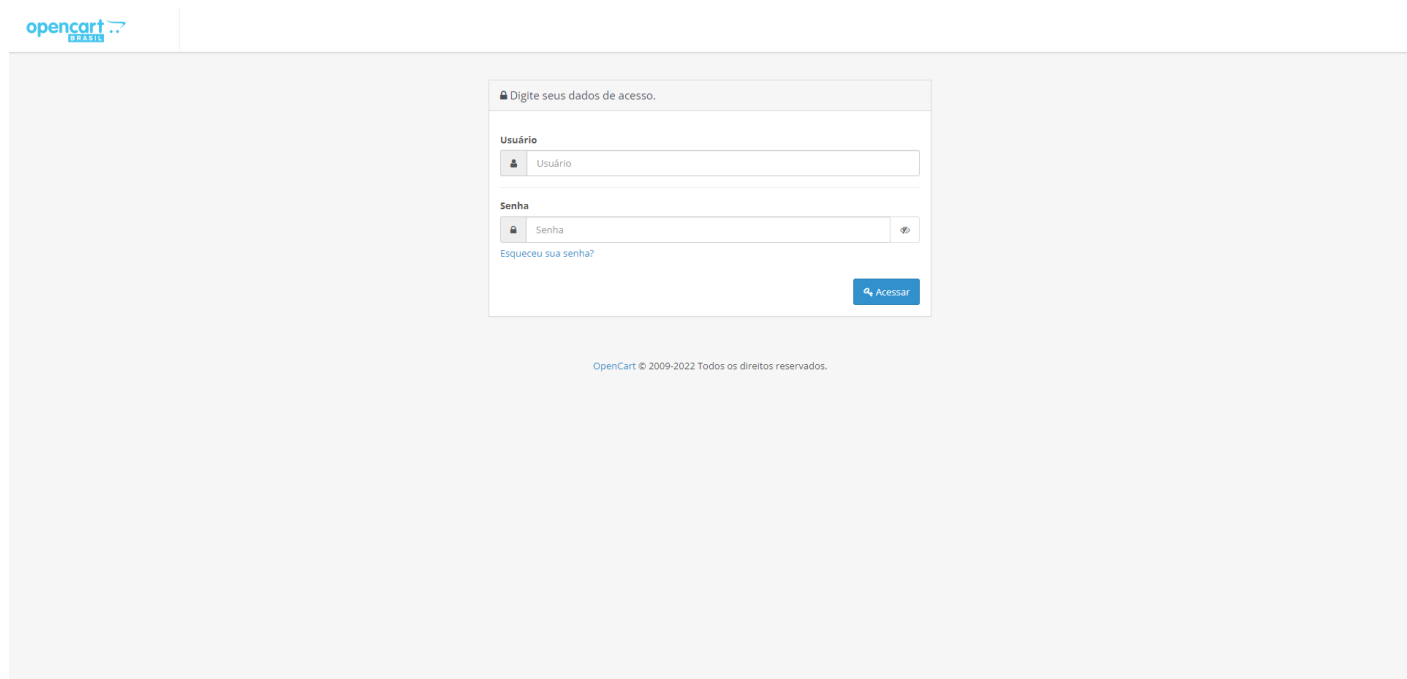 opencart
BRASIL
Digite seus dados de acesso.
Usuário
Usuário
Senha
Senha
Esqueceu sua senha?
Acessar
OpenCart © 2009-2022 Todos os direitos reservados.